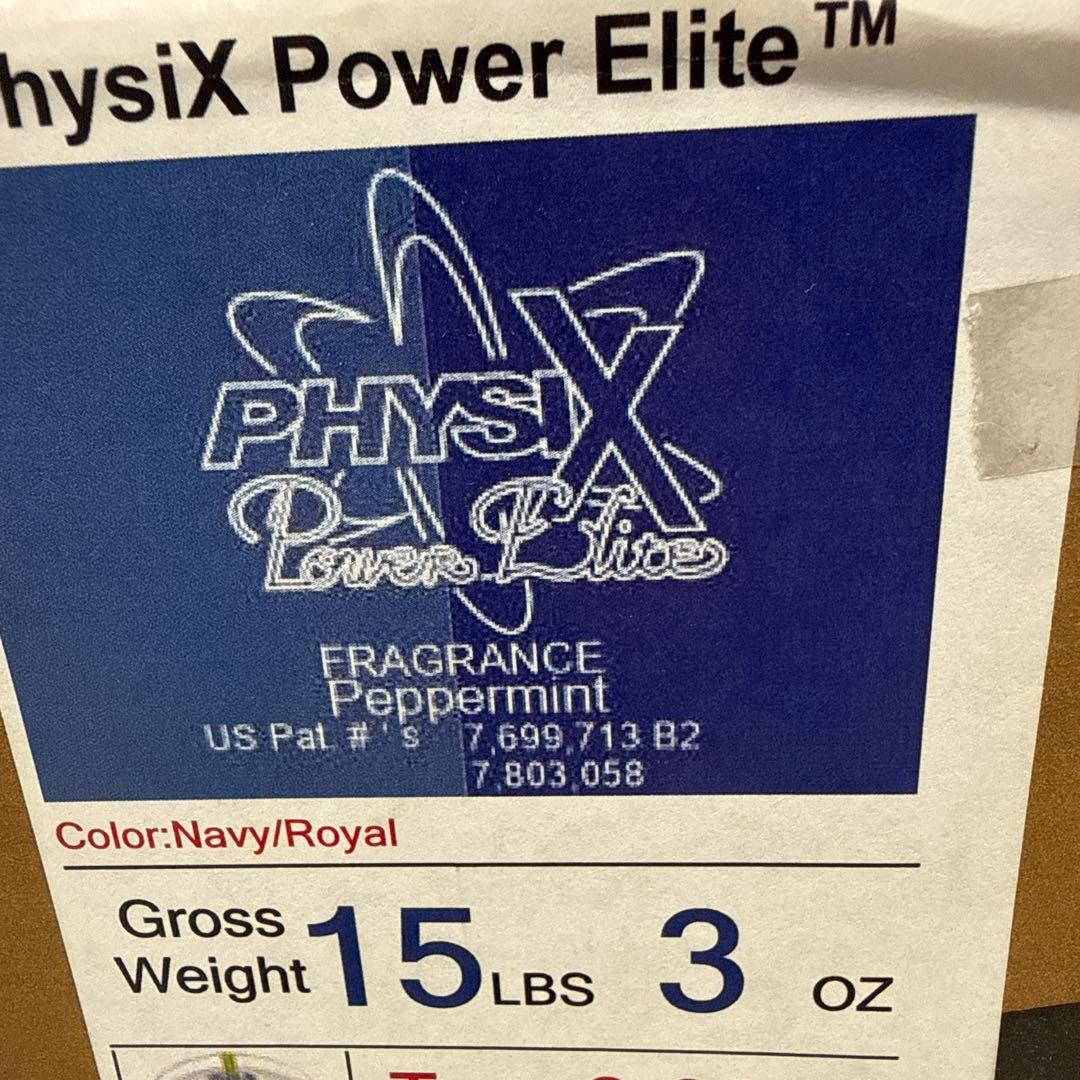 hysiX Power Elite™
PHYSIX
Power Elite
FRAGRANCE
Peppermint
US Pat. #'s 7,699,713 B2
7,803,058
Color:Navy/Royal
Gross
Weight 15 LBS 3 OZ